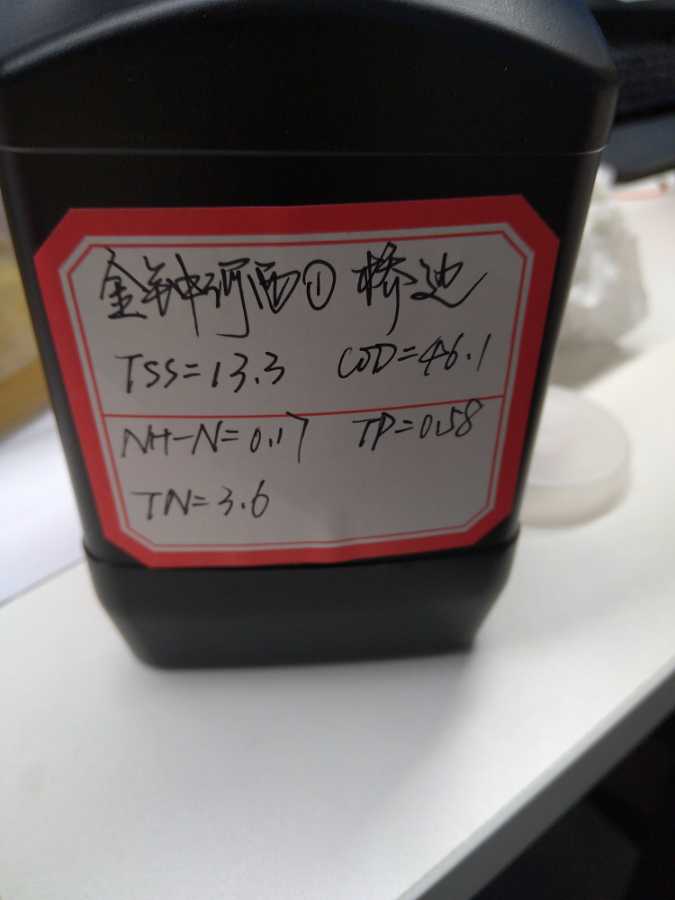 金钟河西① 桥边
TSS=13.3 COD=46.1
NH-N=0.17 TP=0.58
TN=3.6